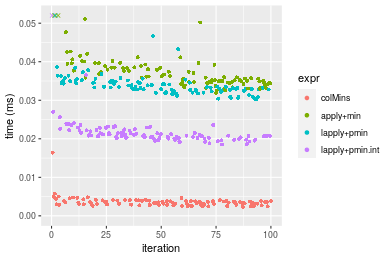 0.05
0.04
0.03
0.02
0.01
0.00
time (ms)
0
25
50
75
100
iteration
expr
colMins
apply+min
lapply+pmin
lapply+pmin.int